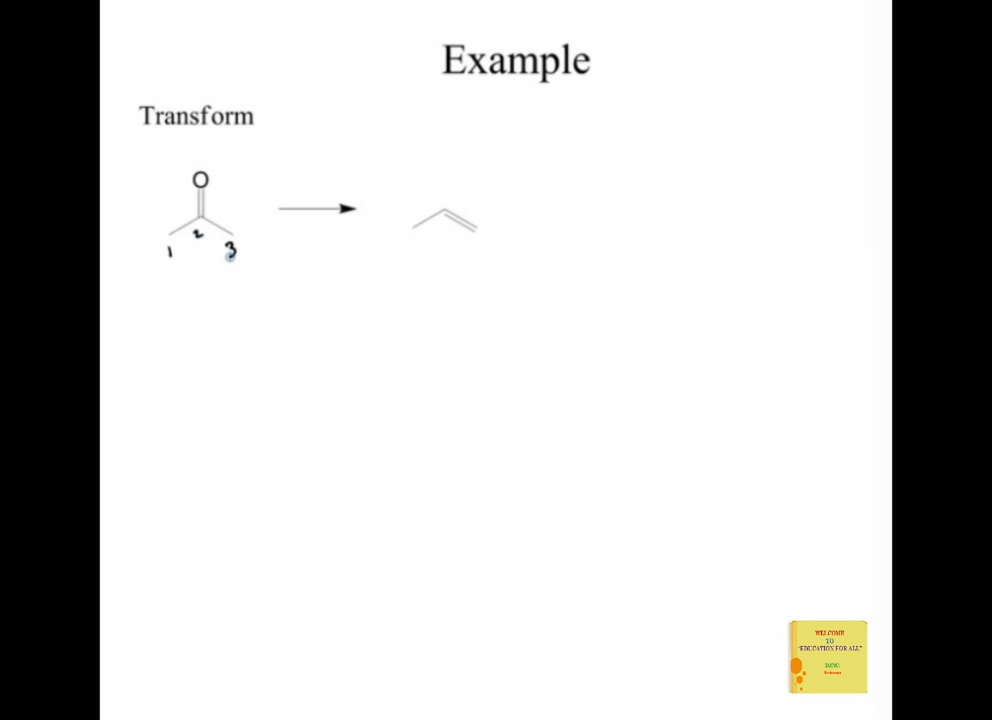 Example
Transform
O
2
1 3
WELCOME
TO
"EDUCATION FOR ALL"